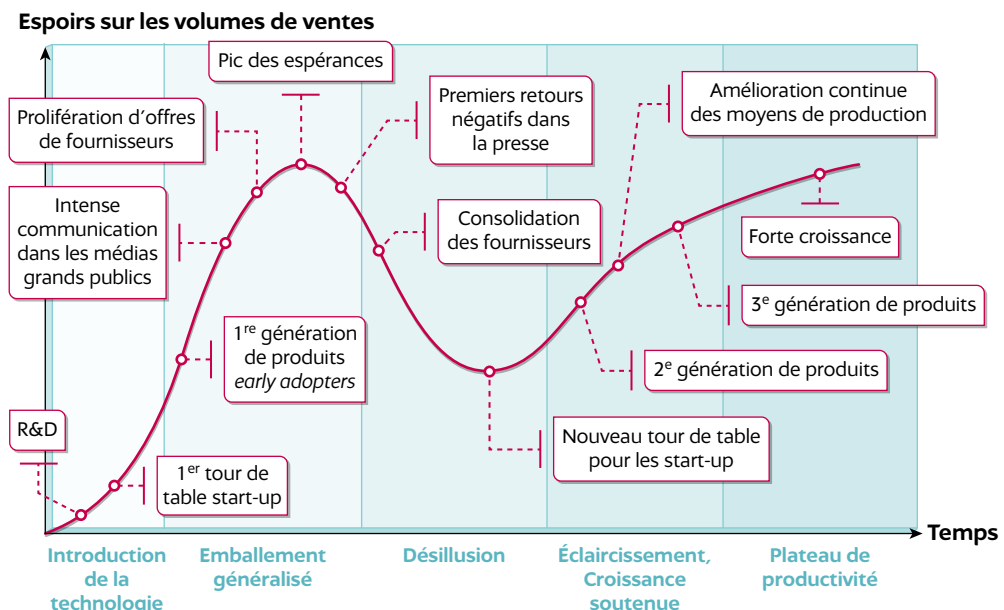 Espoirs sur les volumes de ventes
Pic des espérances
Prolifération d'offres
de fournisseurs
Premiers retours
négatifs dans
la presse
Amélioration continue
des moyens de production
Intense
communication
dans les médias
grands publics
Consolidation
des fournisseurs
Forte croissance
3e génération de produits
1re génération
de produits
early adopters
2e génération de produits
R&D
1er tour de
table start-up
Nouveau tour de table
pour les start-up
Temps
Introduction
de la
technologie
Emballement
généralisé
Désillusion
Éclaircissement,
Croissance
soutenue
Plateau de
productivité